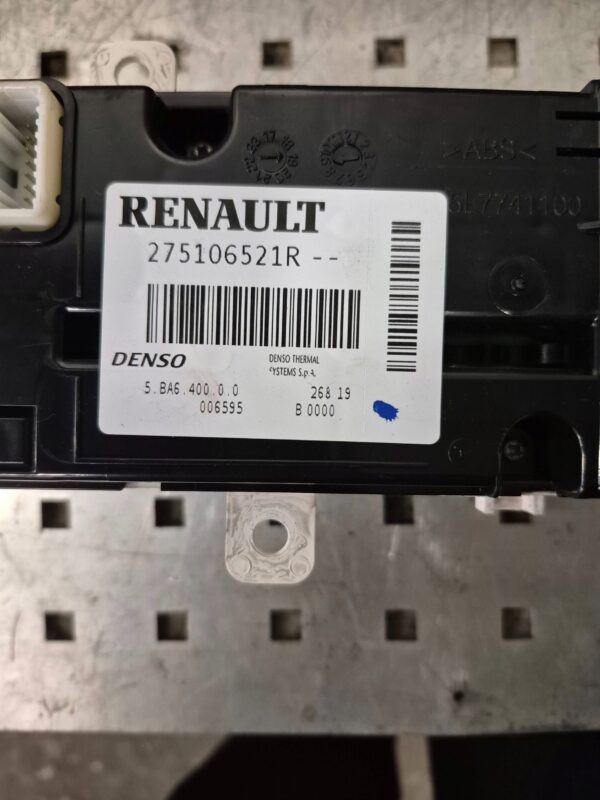 >ABS<
RENAULT
275106521R --
DENSO
DENSO THERMAL
SYSTEMS S.p.A.
5.BA6.400.0.0
268 19
006595
B 0000